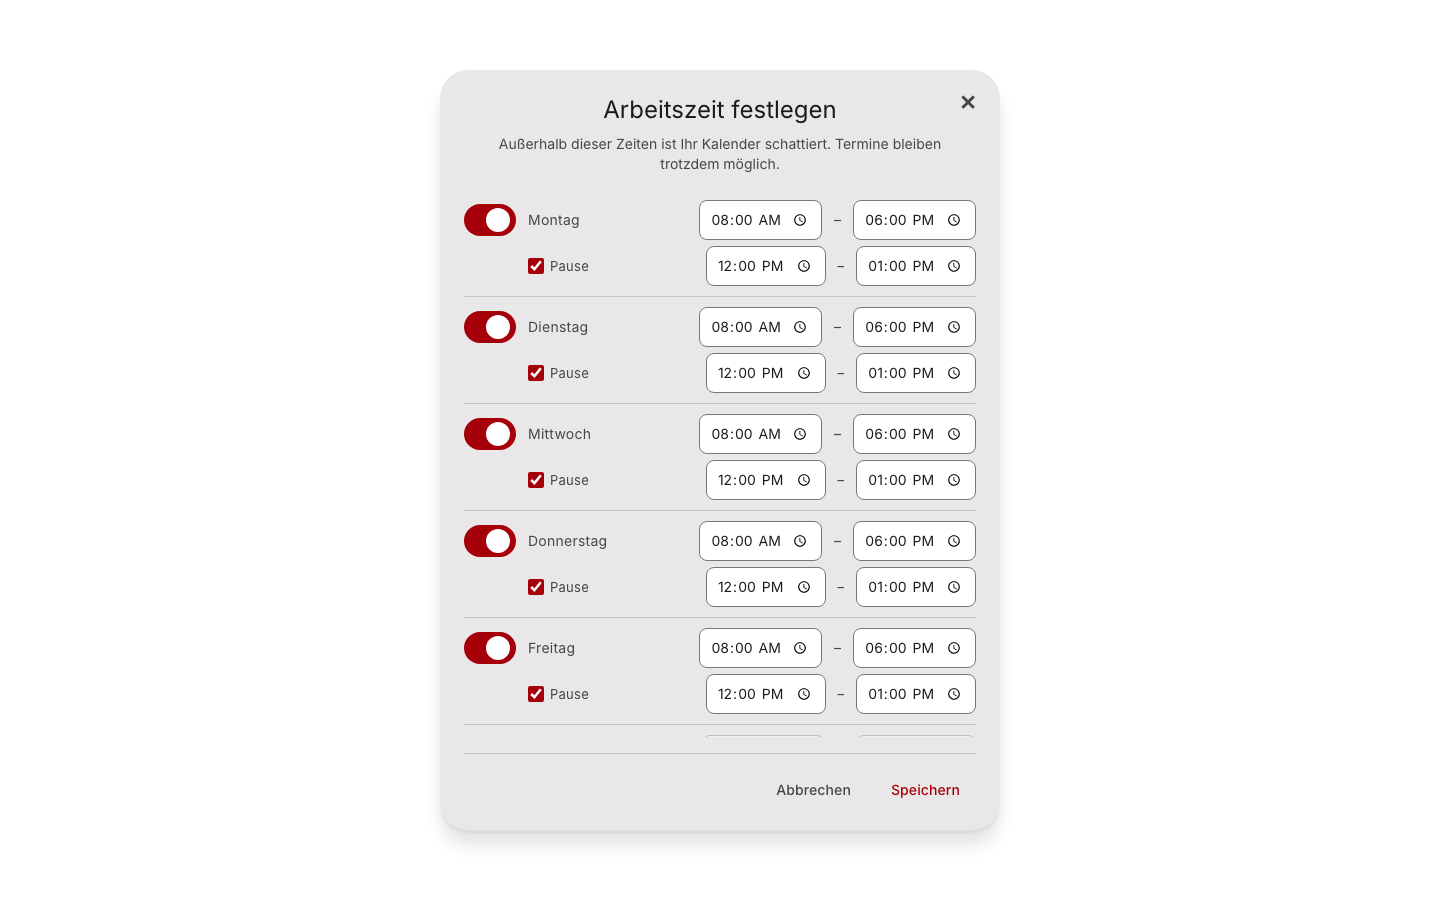 Arbeitszeit festlegen
Außerhalb dieser Zeiten ist Ihr Kalender schattiert. Termine bleiben
trotzdem möglich.
Montag 08:00 AM – 06:00 PM
Pause 12:00 PM – 01:00 PM
Dienstag 08:00 AM – 06:00 PM
Pause 12:00 PM – 01:00 PM
Mittwoch 08:00 AM – 06:00 PM
Pause 12:00 PM – 01:00 PM
Donnerstag 08:00 AM – 06:00 PM
Pause 12:00 PM – 01:00 PM
Freitag 08:00 AM – 06:00 PM
Pause 12:00 PM – 01:00 PM
Abbrechen Speichern